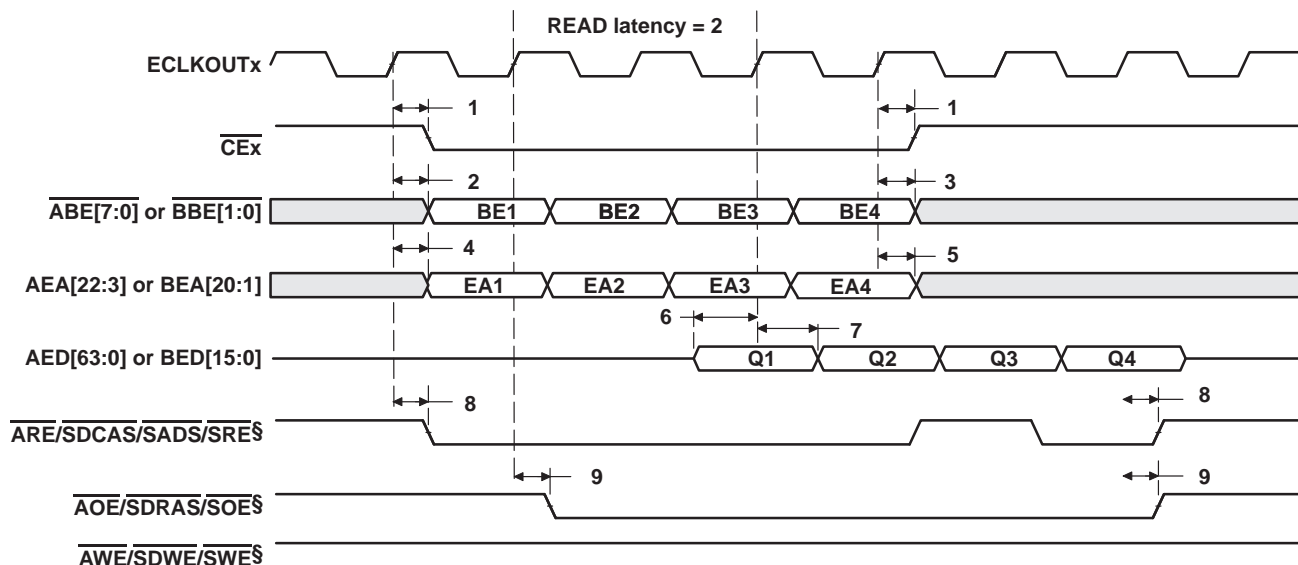 READ latency = 2
ECLKOUTx
1 1
CEx
2 3
ABE[7:0] or BBE[1:0] BE1 BE2 BE3 BE4
4 5
AEA[22:3] or BEA[20:1] EA1 EA2 EA3 EA4
6 7
AED[63:0] or BED[15:0] Q1 Q2 Q3 Q4
8 8
ARE/SDCAS/SADS/SRE§
9 9
AOE/SDRAS/SOE§
AWE/SDWE/SWE§